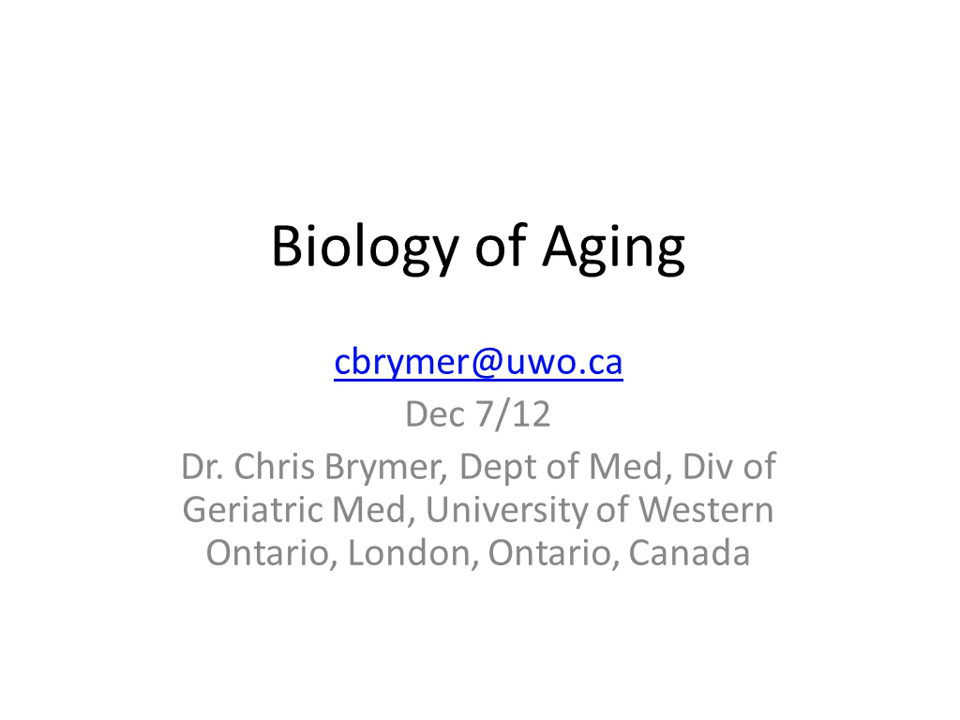 Biology of Aging
cbrymer@uwo.ca
Dec 7/12
Dr. Chris Brymer, Dept of Med, Div of
Geriatric Med, University of Western
Ontario, London, Ontario, Canada